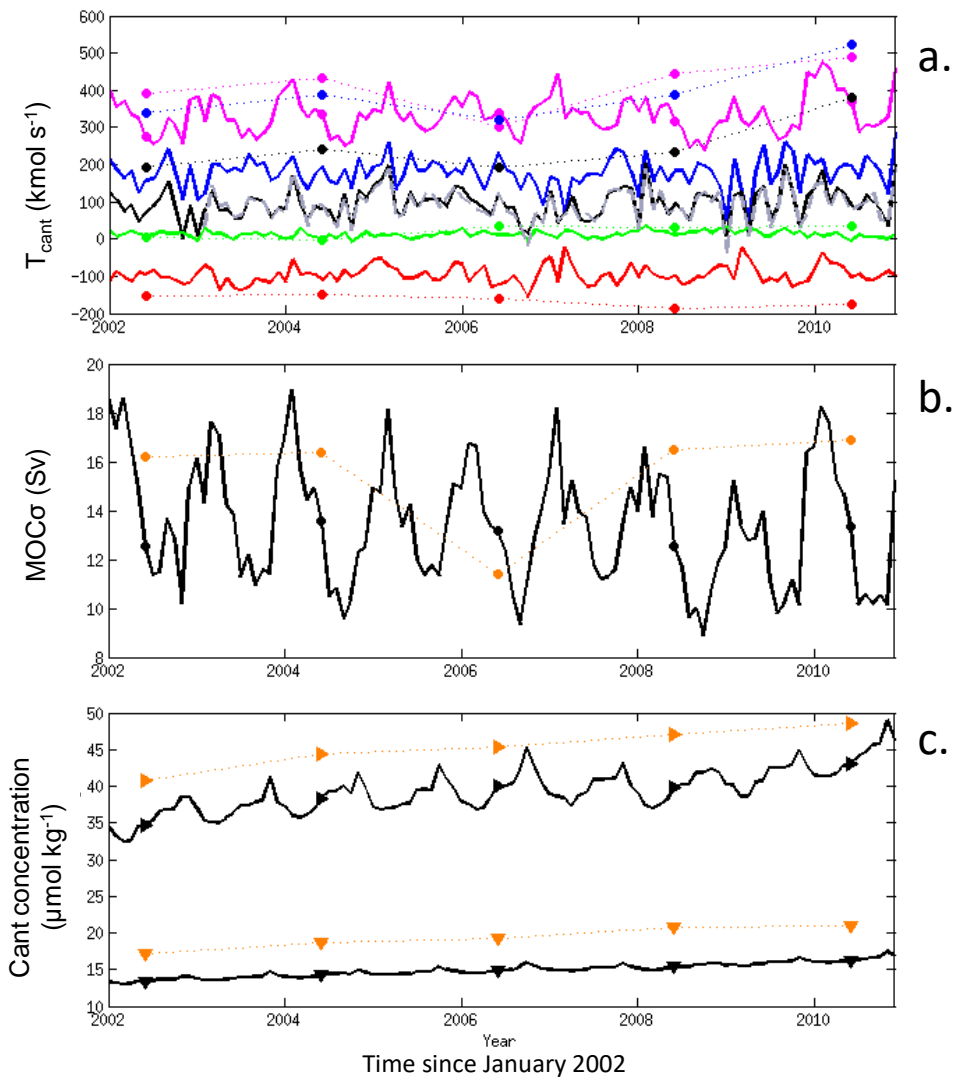 600
500
400
300
200
100
0
−100
−200
2002 2004 2006 2008 2010
Tcant (kmol s⁻¹)
a.
20
18
16
14
12
10
8
2002 2004 2006 2008 2010
MOCσ (Sv)
b.
50
45
40
35
30
25
20
15
10
2002 2004 2006 2008 2010
Cant concentration
(µmol kg⁻¹)
c.
Year
Time since January 2002